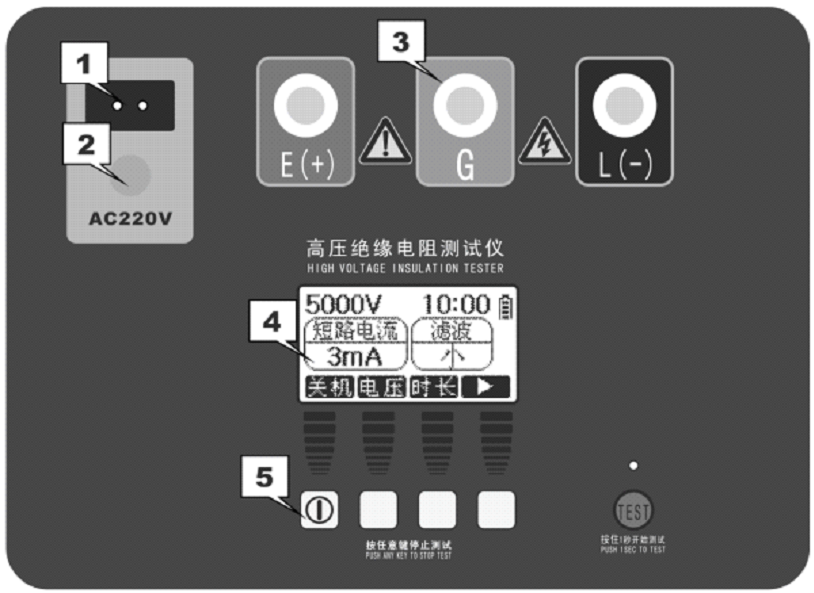 1
2
AC220V
3
E(+)
G
L(-)
高压绝缘电阻测试仪
HIGH VOLTAGE INSULATION TESTER
4
5000V 10:00
短路电流 滤波
3mA 小
关机 电压 时长
5
按任意键停止测试
PUSH ANY KEY TO STOP TEST
TEST
按住1秒开始测试
PUSH 1SEC TO TEST